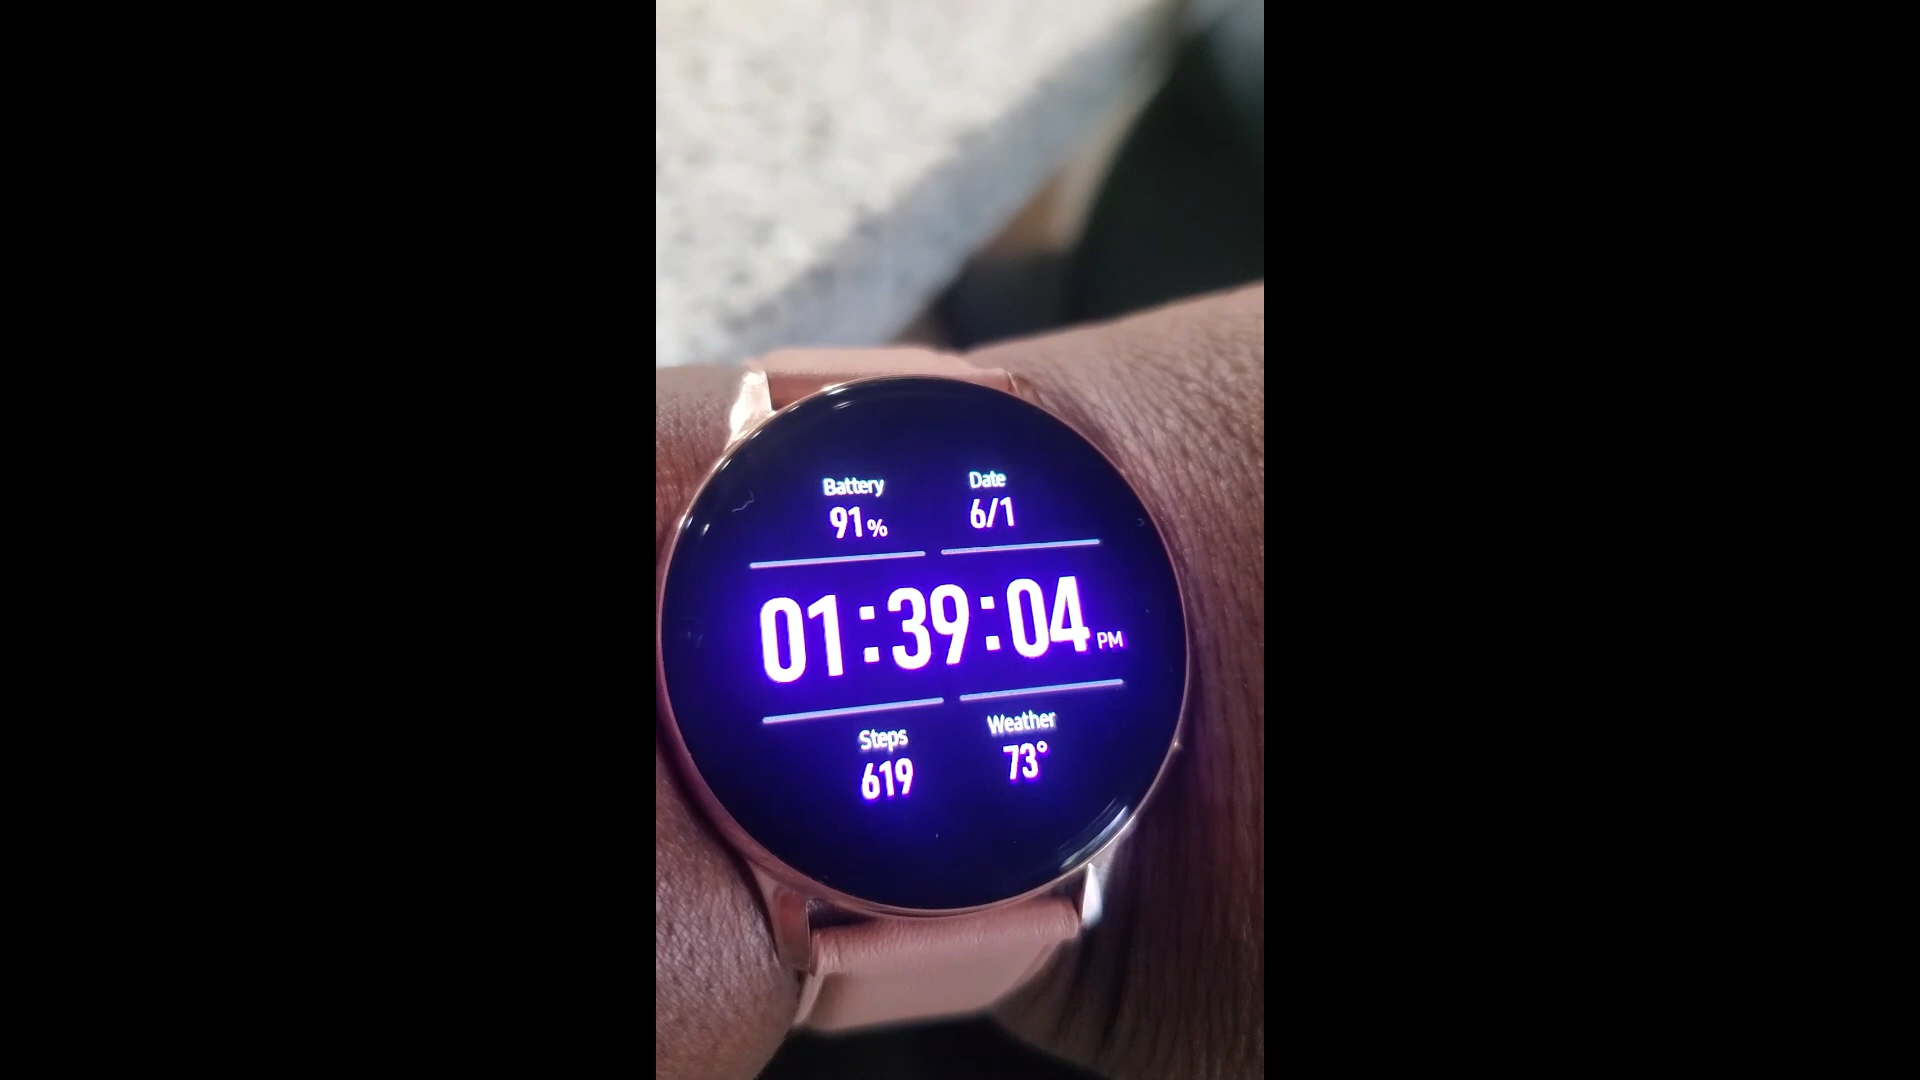 Battery Date
91% 6/1
01:39:04 PM
Steps Weather
619 73°